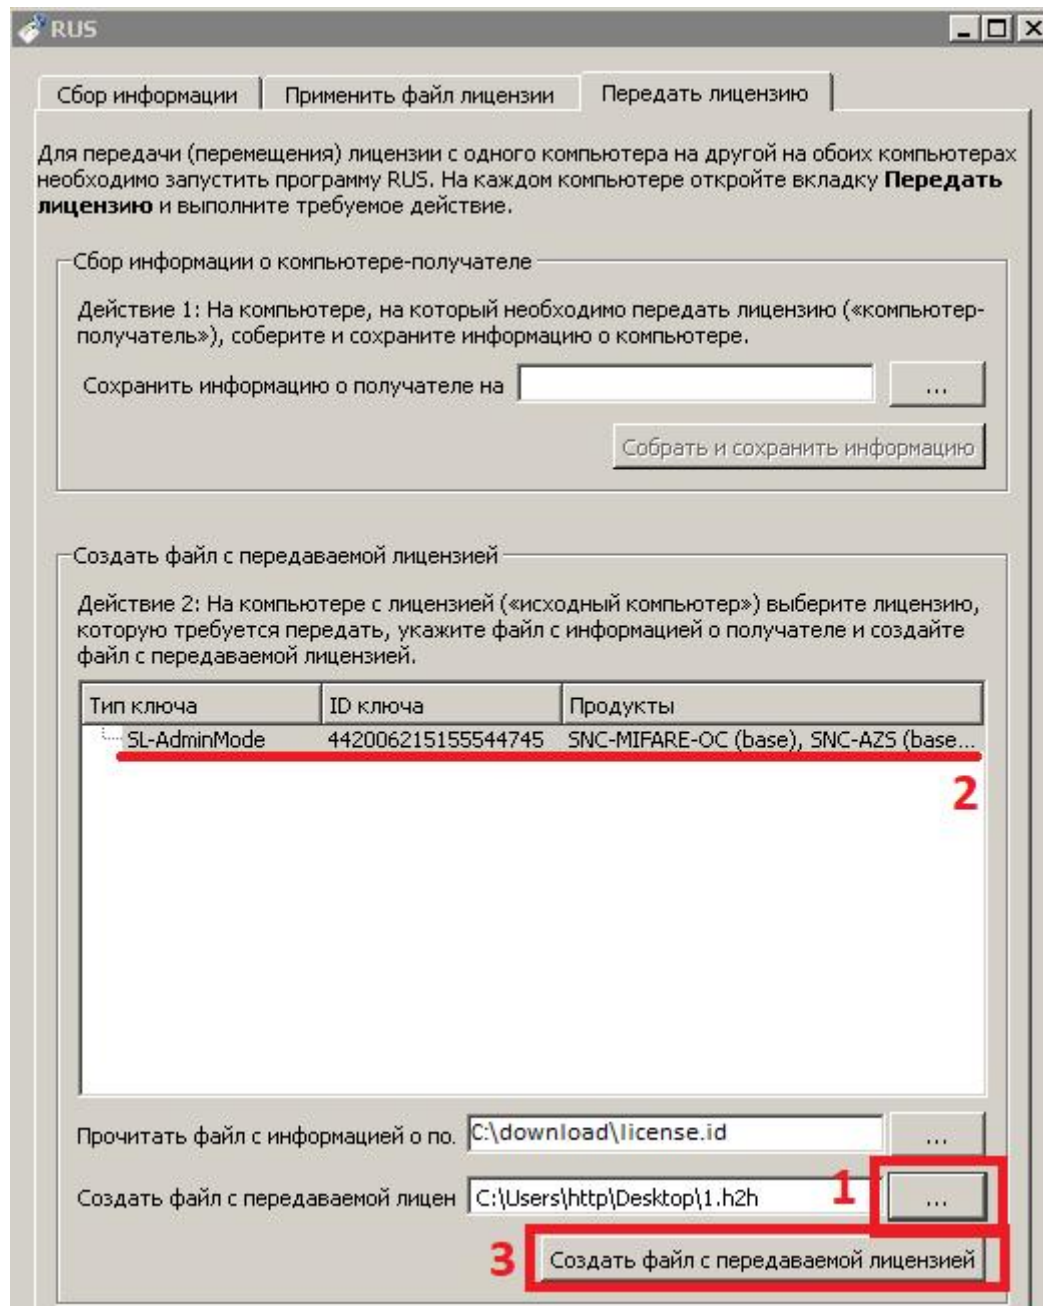 RUS
Сбор информации Применить файл лицензии Передать лицензию
Для передачи (перемещения) лицензии с одного компьютера на другой на обоих компьютерах
необходимо запустить программу RUS. На каждом компьютере откройте вкладку Передать
лицензию и выполните требуемое действие.
Сбор информации о компьютере-получателе
Действие 1: На компьютере, на который необходимо передать лицензию («компьютер-
получатель»), соберите и сохраните информацию о компьютере.
Сохранить информацию о получателе на ...
Собрать и сохранить информацию
Создать файл с передаваемой лицензией
Действие 2: На компьютере с лицензией («исходный компьютер») выберите лицензию,
которую требуется передать, укажите файл с информацией о получателе и создайте
файл с передаваемой лицензией.
Тип ключа ID ключа Продукты
SL-AdminMode 442006215155544745 SNC-MIFARE-OC (base), SNC-AZS (base...
2
Прочитать файл с информацией о по. C:\download\license.id ...
Создать файл с передаваемой лицен C:\Users\http\Desktop\1.h2h 1 ...
3 Создать файл с передаваемой лицензией